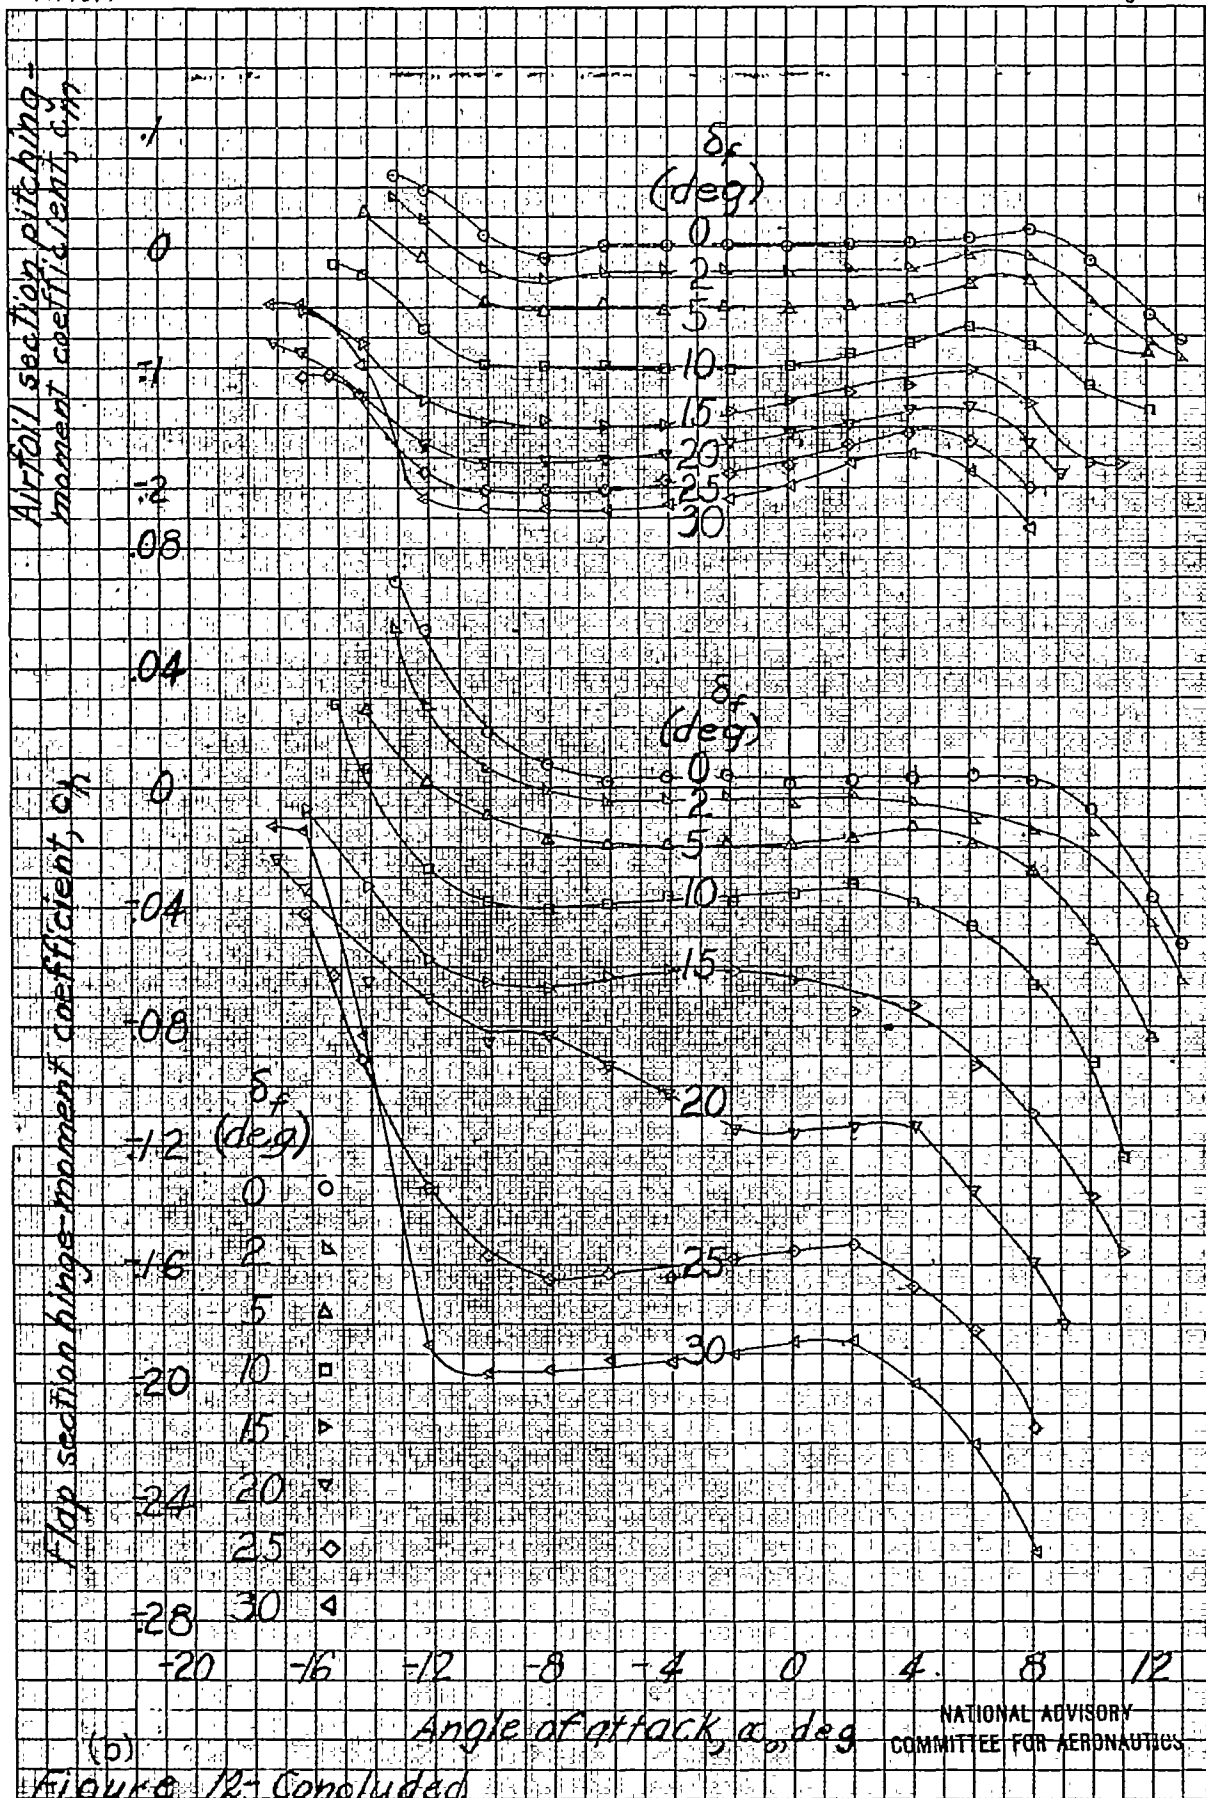 Airfoil section pitching-
moment coefficient, cm
.1
0
-.1
-.2
δf
(deg)
0
2
5
10
15
20
25
30
Flap section hinge-moment coefficient, ch
.08
.04
0
-.04
-.08
-.12
-.16
-.20
-.24
-.28
δf
(deg)
0
2
5
10
15
20
25
30
δf
(deg)
0
2
5
10
15
20
25
30
-20 -16 -12 -8 -4 0 4 8 12
Angle of attack, α₀, deg
NATIONAL ADVISORY
COMMITTEE FOR AERONAUTICS
(b)
Figure 12- Concluded